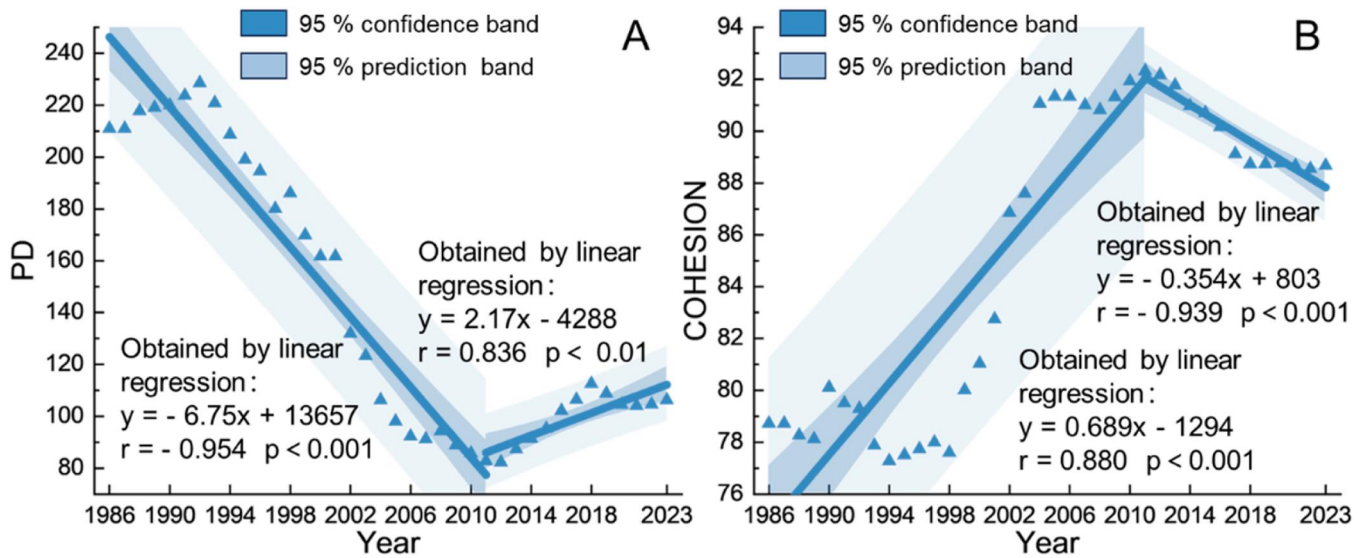 95 % confidence band
95 % prediction band
A
240
220
200
180
160
140
120
100
80
PD
Obtained by linear
regression:
y = 2.17x - 4288
r = 0.836 p < 0.01
Obtained by linear
regression:
y = - 6.75x + 13657
r = - 0.954 p < 0.001
1986 1990 1994 1998 2002 2006 2010 2014 2018 2023
Year
95 % confidence band
95 % prediction band
B
94
92
90
88
86
84
82
80
78
76
COHESION
Obtained by linear
regression:
y = - 0.354x + 803
r = - 0.939 p < 0.001
Obtained by linear
regression:
y = 0.689x - 1294
r = 0.880 p < 0.001
1986 1990 1994 1998 2002 2006 2010 2014 2018 2023
Year